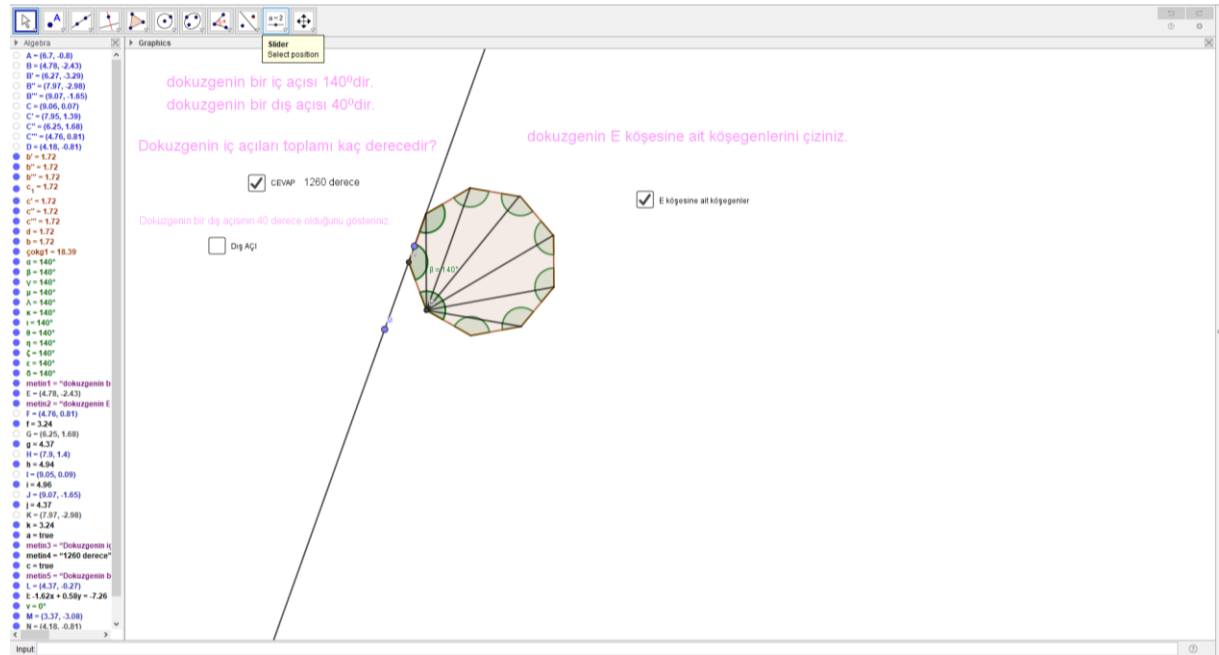 a=2
Algebra
Graphics
Slider
Select position
A = (6.7, -0.8)
B = (4.78, -2.43)
B' = (6.27, -3.29)
B'' = (7.97, -2.98)
B''' = (9.07, -1.65)
C = (9.06, 0.07)
C' = (7.95, 1.39)
C'' = (6.25, 1.68)
C''' = (4.76, 0.81)
D = (4.18, -0.81)
b' = 1.72
b'' = 1.72
b''' = 1.72
c₁ = 1.72
c' = 1.72
c'' = 1.72
c''' = 1.72
d = 1.72
b = 1.72
çokg1 = 18.39
α = 140°
β = 140°
γ = 140°
μ = 140°
λ = 140°
κ = 140°
ι = 140°
θ = 140°
η = 140°
ζ = 140°
ε = 140°
δ = 140°
metin1 = "dokuzgenin b
E = (4.78, -2.43)
metin2 = "dokuzgenin E
F = (4.76, 0.81)
f = 3.24
G = (6.25, 1.68)
g = 4.37
H = (7.9, 1.4)
h = 4.94
I = (9.05, 0.09)
i = 4.96
J = (9.07, -1.65)
j = 4.37
K = (7.97, -2.98)
k = 3.24
a = true
metin3 = "Dokuzgenin iç
metin4 = "1260 derece"
c = true
metin5 = "Dokuzgenin b
L = (4.37, -0.27)
l: -1.62x + 0.58y = -7.26
ν = 0°
M = (3.37, -3.08)
N = (4.18, -0.81)
dokuzgenin bir iç açısı 140⁰dir.
dokuzgenin bir dış açısı 40⁰dir.
Dokuzgenin iç açıları toplamı kaç derecedir?
CEVAP 1260 derece
Dokuzgenin bir dış açısının 40 derece olduğunu gösteriniz.
Dış AÇI
β = 140°
dokuzgenin E köşesine ait köşegenlerini çiziniz.
E köşesine ait köşegenler
Input: